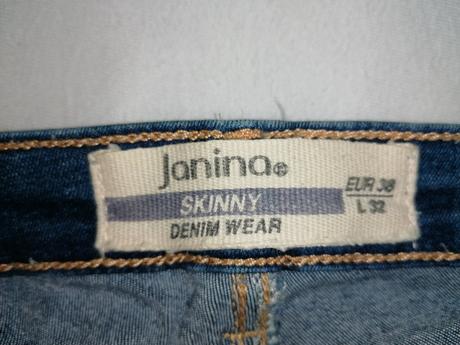 Janina®
SKINNY
DENIM WEAR
EUR 38
L 32